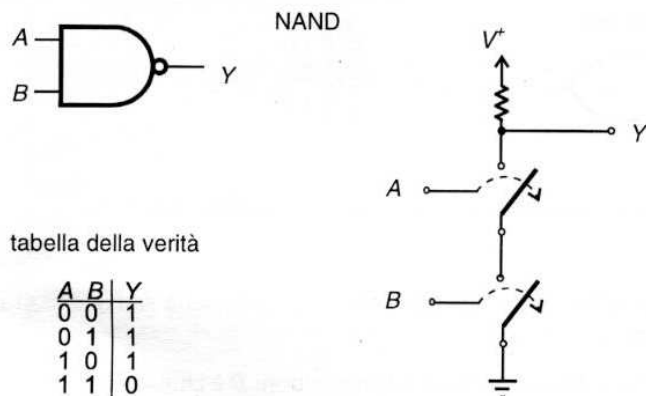 NAND
A
B
Y
V+
Y
A
B
tabella della verità
A B Y
0 0 1
0 1 1
1 0 1
1 1 0